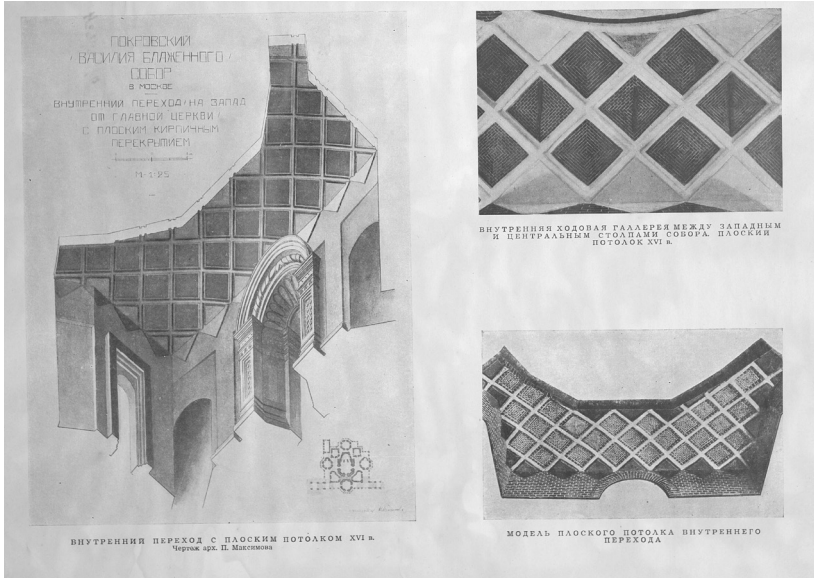 ПОКРОВСКИЙ
(ВАСИЛИЯ БЛАЖЕННОГО)
СОБОР
В МОСКВЕ
ВНУТРЕННИЙ ПЕРЕХОД (НА ЗАПАД
ОТ ГЛАВНОЙ ЦЕРКВИ),
С ПЛОСКИМ КИРПИЧНЫМ
ПЕРЕКРЫТИЕМ
М 1:25
ВНУТРЕННИЙ ПЕРЕХОД С ПЛОСКИМ ПОТОЛКОМ XVI в.
Чертеж арх. П. Максимова
ВНУТРЕННЯЯ ХОДОВАЯ ГАЛЛЕРЕЯ МЕЖДУ ЗАПАДНЫМ
И ЦЕНТРАЛЬНЫМ СТОЛПАМИ СОБОРА. ПЛОСКИЙ
ПОТОЛОК XVI в.
МОДЕЛЬ ПЛОСКОГО ПОТОЛКА ВНУТРЕННЕГО
ПЕРЕХОДА